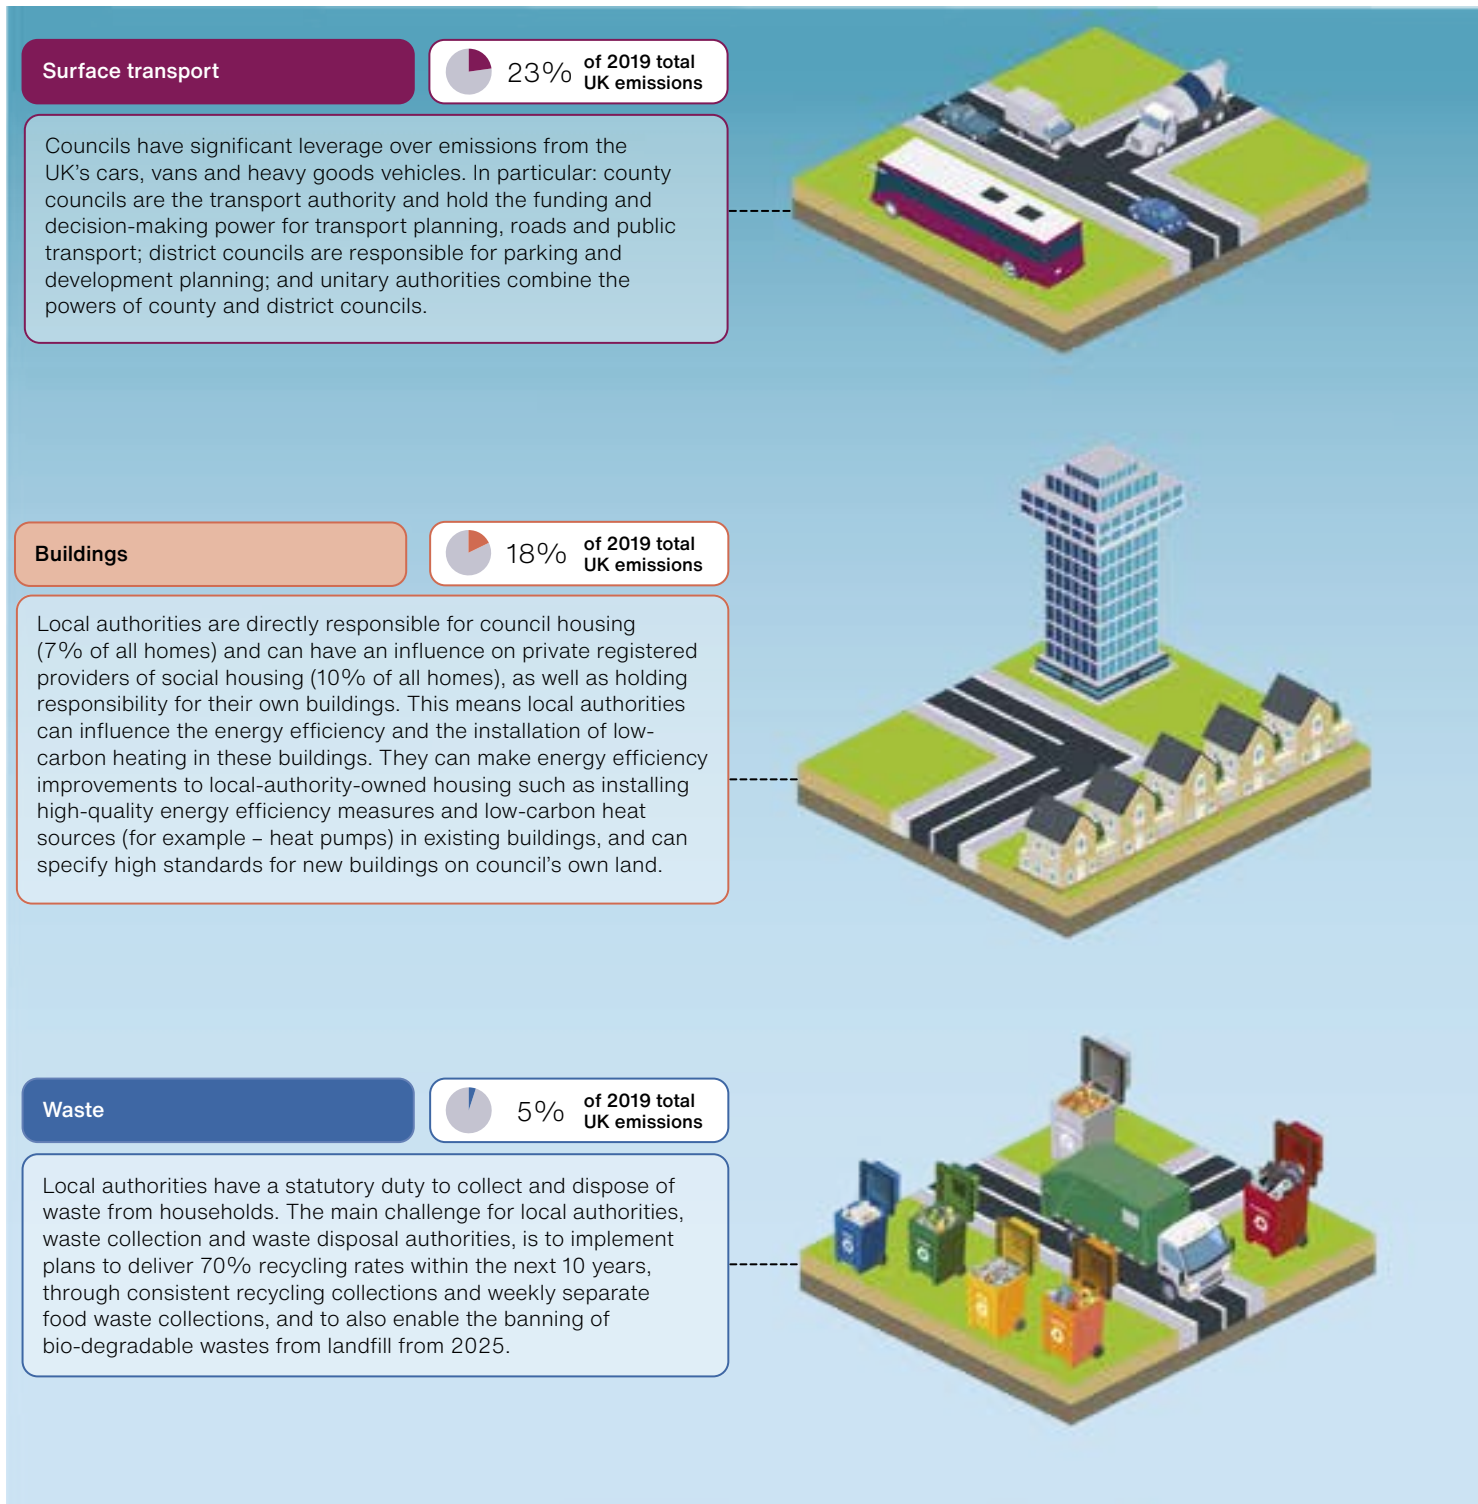 Surface transport
23%
of 2019 total
UK emissions
Councils have significant leverage over emissions from the
UK's cars, vans and heavy goods vehicles. In particular: county
councils are the transport authority and hold the funding and
decision-making power for transport planning, roads and public
transport; district councils are responsible for parking and
development planning; and unitary authorities combine the
powers of county and district councils.
Buildings
18%
of 2019 total
UK emissions
Local authorities are directly responsible for council housing
(7% of all homes) and can have an influence on private registered
providers of social housing (10% of all homes), as well as holding
responsibility for their own buildings. This means local authorities
can influence the energy efficiency and the installation of low-
carbon heating in these buildings. They can make energy efficiency
improvements to local-authority-owned housing such as installing
high-quality energy efficiency measures and low-carbon heat
sources (for example – heat pumps) in existing buildings, and can
specify high standards for new buildings on council's own land.
Waste
5%
of 2019 total
UK emissions
Local authorities have a statutory duty to collect and dispose of
waste from households. The main challenge for local authorities,
waste collection and waste disposal authorities, is to implement
plans to deliver 70% recycling rates within the next 10 years,
through consistent recycling collections and weekly separate
food waste collections, and to also enable the banning of
bio-degradable wastes from landfill from 2025.